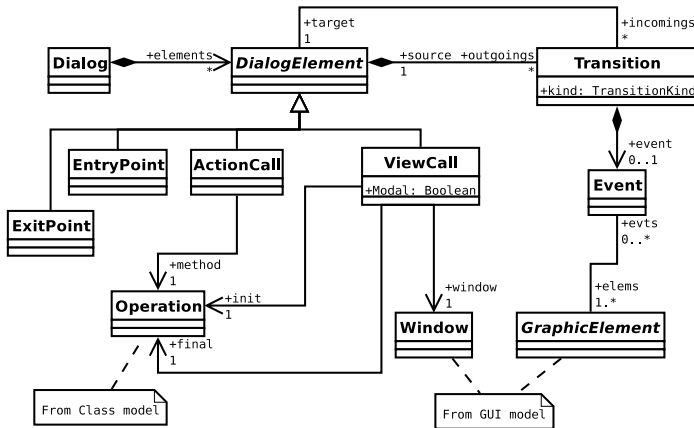 +target
1
+incomings
*
Dialog
+elements
*
DialogElement
+source
1
+outgoings
*
Transition
+kind: TransitionKind
EntryPoint
ActionCall
ViewCall
+Modal: Boolean
+event
0..1
Event
ExitPoint
+evts
0..*
+method
1
Operation
+init
1
+window
1
+elems
1..*
Window
GraphicElement
+final
1
From Class model
From GUI model